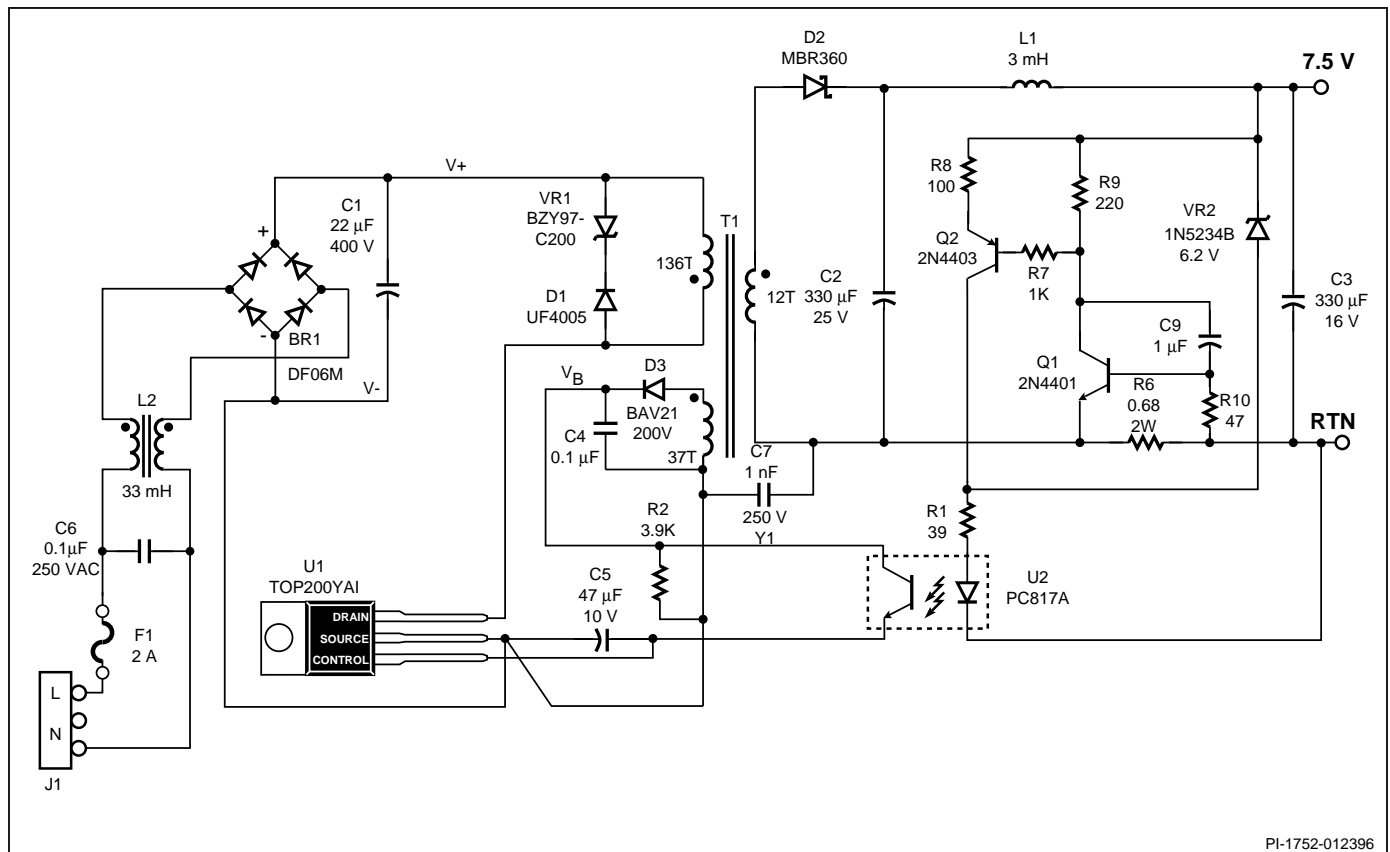 D2
MBR360
L1
3 mH
7.5 V
V+
C1
22 µF
400 V
VR1
BZY97-
C200
T1
136T
D1
UF4005
12T
C2
330 µF
25 V
R8
100
R9
220
Q2
2N4403
R7
1K
VR2
1N5234B
6.2 V
C3
330 µF
16 V
+
-
BR1
DF06M
V-
VB
D3
BAV21
200V
C4
0.1 µF
37T
C9
1 µF
Q1
2N4401
R6
0.68
2W
R10
47
RTN
L2
33 mH
C7
1 nF
250 V
Y1
R2
3.9K
R1
39
C6
0.1µF
250 VAC
U1
TOP200YAI
DRAIN
SOURCE
CONTROL
C5
47 µF
10 V
U2
PC817A
F1
2 A
L
N
J1
PI-1752-012396